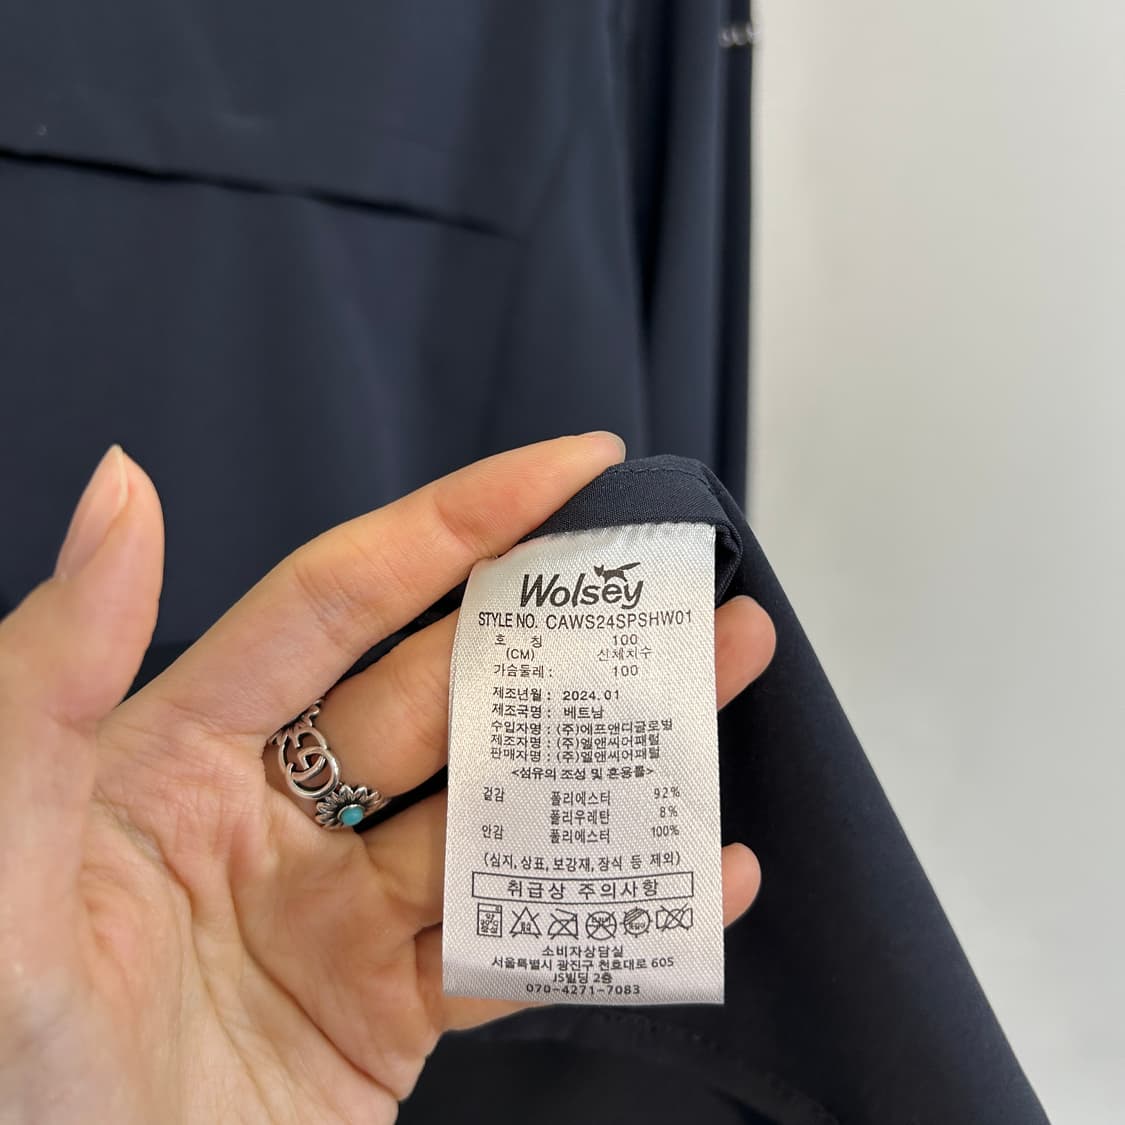 Wolsey
STYLE NO. CAWS24SPSHW01
호 칭 100
(CM) 신체치수
가슴둘레 : 100
제조년월 : 2024.01
제조국명 : 베트남
수입자명 : (주)에프앤디글로벌
제조자명 : (주)엘앤씨어패럴
판매자명 : (주)엘앤씨어패럴
<섬유의 조성 및 혼용률>
겉감 폴리에스터 92%
폴리우레탄 8%
안감 폴리에스터 100%
(심지,상표,보강재,장식 등 제외)
취급상 주의사항
소비자상담실
서울특별시 광진구 천호대로 605
JS빌딩 2층
070-4271-7083